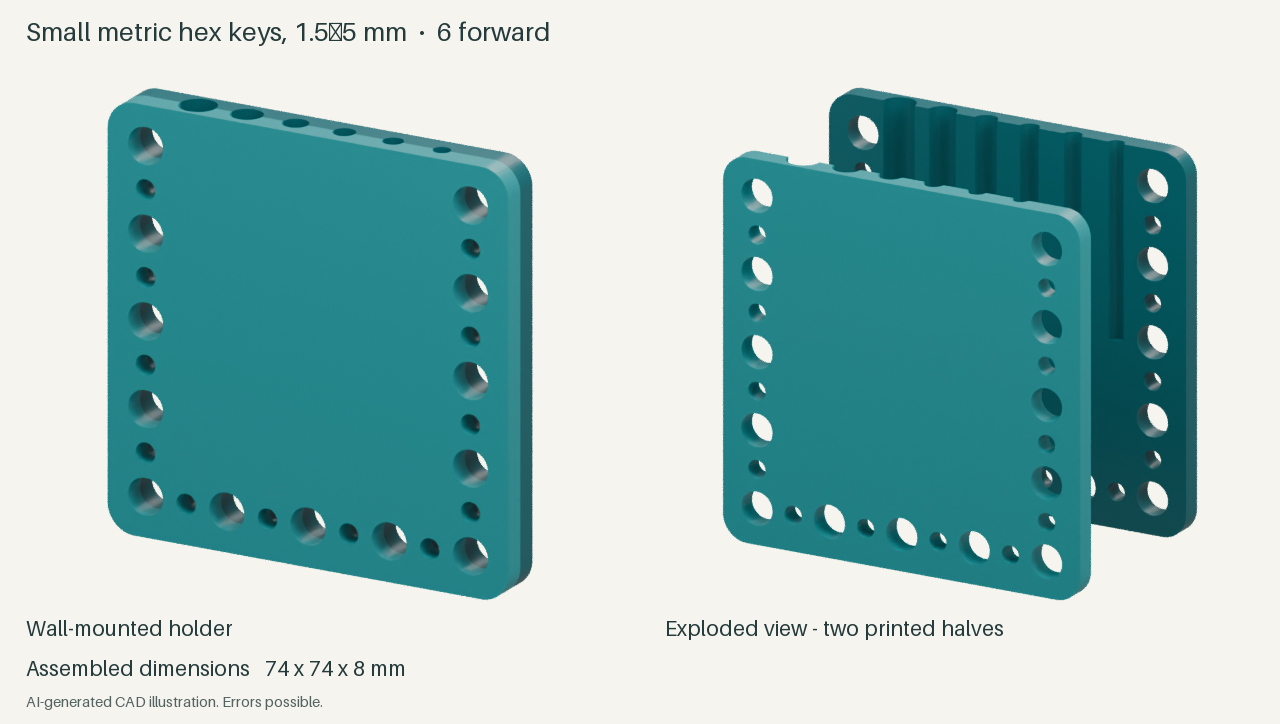 Small metric hex keys, 1.5􏿮5 mm · 6 forward
Wall-mounted holder
Exploded view - two printed halves
Assembled dimensions 74 x 74 x 8 mm
AI-generated CAD illustration. Errors possible.